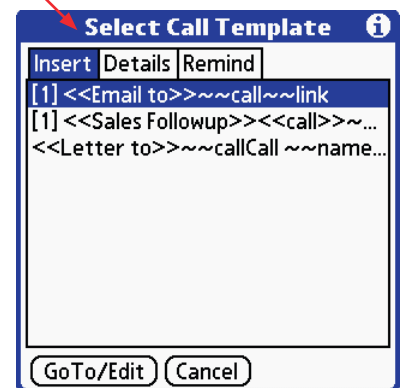 Select Call Template i
Insert Details Remind
[1] <<Email to>>~~call~~link
[1] <<Sales Followup>><<call>>~...
<<Letter to>>~~callCall ~~name...
GoTo/Edit Cancel